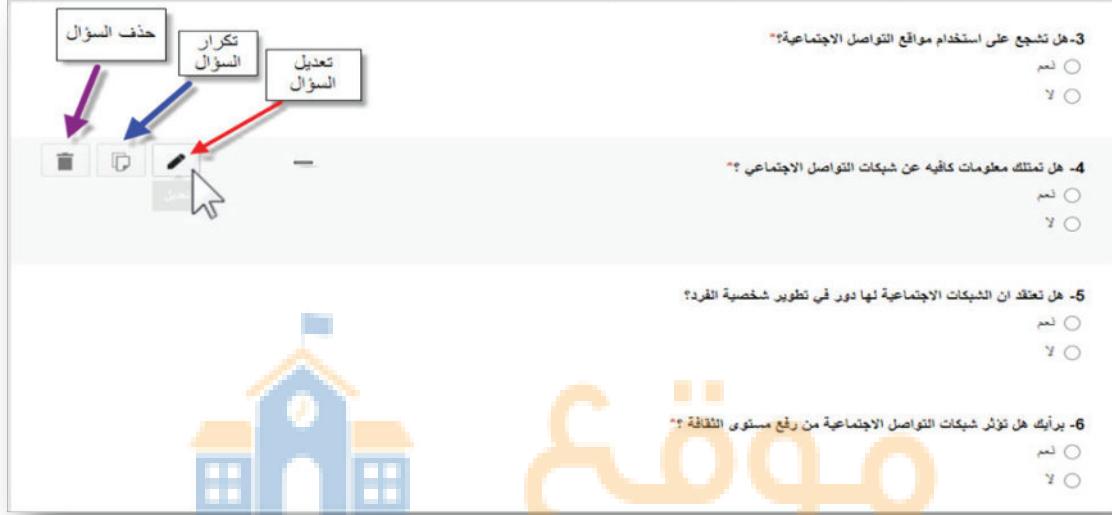 حذف السؤال
تكرار
السؤال
تعديل
السؤال
3-هل تشجع على استخدام مواقع التواصل الاجتماعية؟*
نعم
لا
4- هل تمتلك معلومات كافيه عن شبكات التواصل الاجتماعي ؟*
نعم
لا
تعديل
5- هل تعتقد ان الشبكات الاجتماعية لها دور في تطوير شخصية الفرد؟
نعم
لا
6- برأيك هل تؤثر شبكات التواصل الاجتماعية من رفع مستوى الثقافة ؟*
نعم
لا
موقع